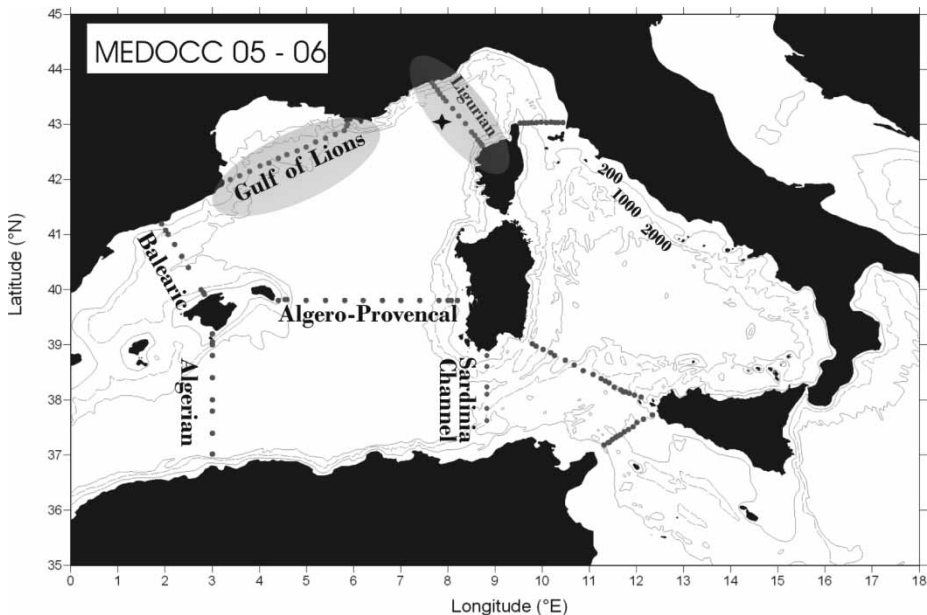 MEDOCC 05 - 06
Ligurian
Gulf of Lions
200
1000
2000
Balearic
Algero-Provencal
Algerian
Sardinia
Channel
45
44
43
42
41
40
39
38
37
36
35
Latitude (°N)
0 1 2 3 4 5 6 7 8 9 10 11 12 13 14 15 16 17 18
Longitude (°E)